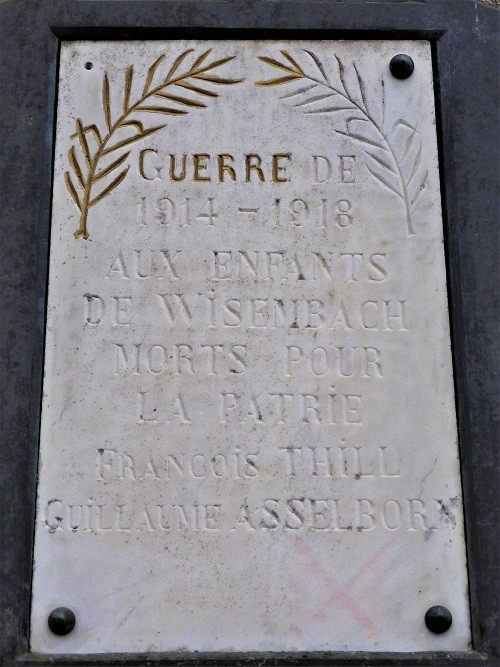 GUERRE DE
1914 - 1918
AUX ENFANTS
DE WISEMBACH
MORTS POUR
LA PATRIE
FRANCOIS THILL
GUILLAUME ASSELBORN